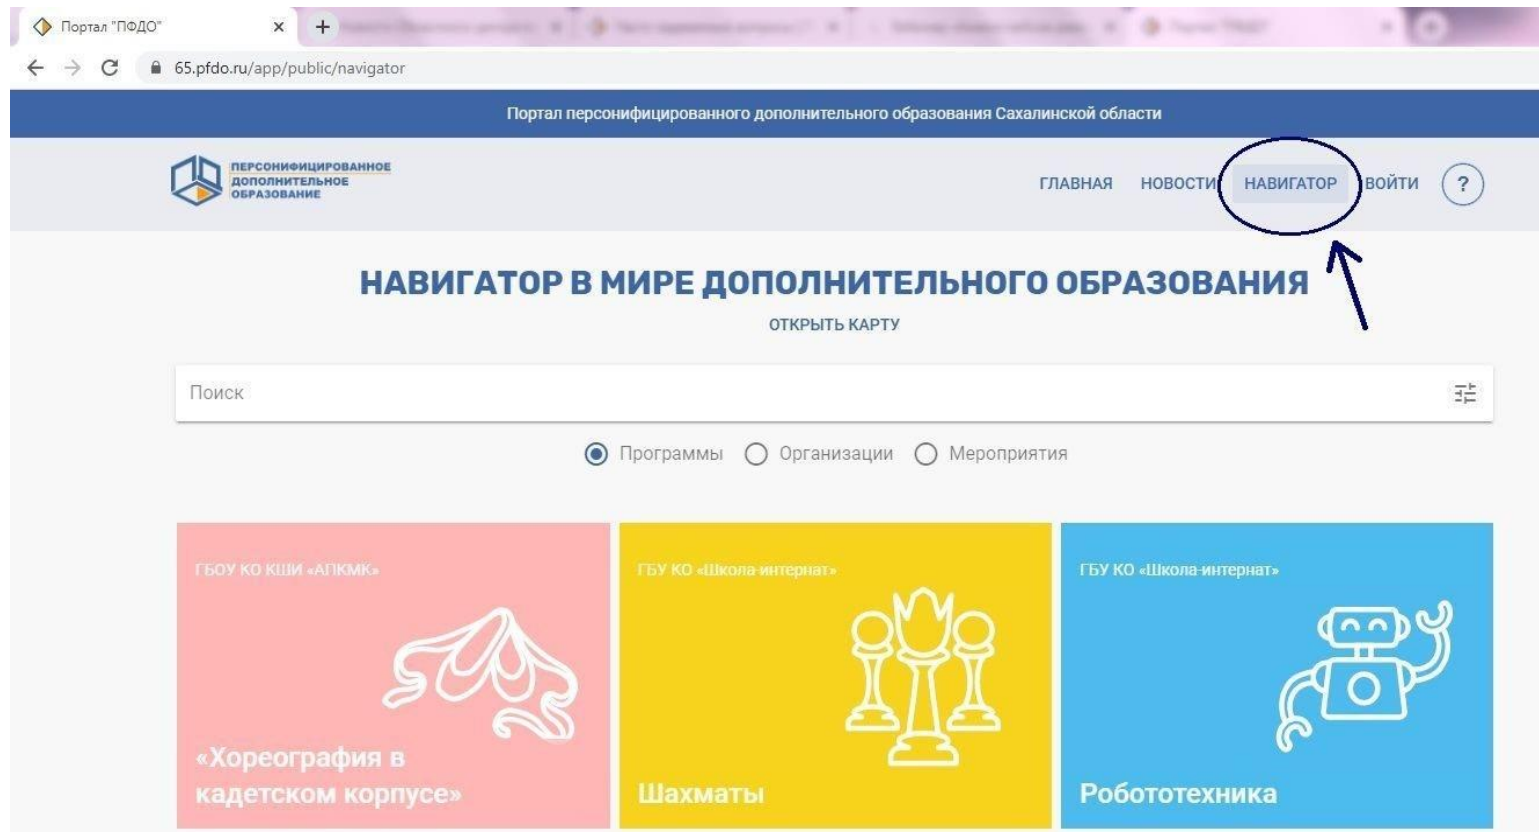 Портал "ПФДО"
65.pfdo.ru/app/public/navigator
Портал персонифицированного дополнительного образования Сахалинской области
ПЕРСОНИФИЦИРОВАННОЕ
ДОПОЛНИТЕЛЬНОЕ
ОБРАЗОВАНИЕ
ГЛАВНАЯ НОВОСТИ НАВИГАТОР ВОЙТИ ?
НАВИГАТОР В МИРЕ ДОПОЛНИТЕЛЬНОГО ОБРАЗОВАНИЯ
ОТКРЫТЬ КАРТУ
Поиск
Программы Организации Мероприятия
ГБОУ КО КШИ «АПКМК»
«Хореография в
кадетском корпусе»
ГБУ КО «Школа-интернат»
Шахматы
ГБУ КО «Школа-интернат»
Робототехника